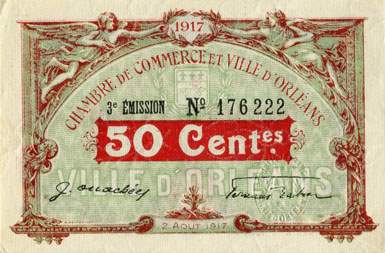 1917
CHAMBRE DE COMMERCE ET VILLE D'ORLÉANS
3e ÉMISSION No 176222
50 Centes.
VILLE D'ORLÉANS
2 AOUT 1917